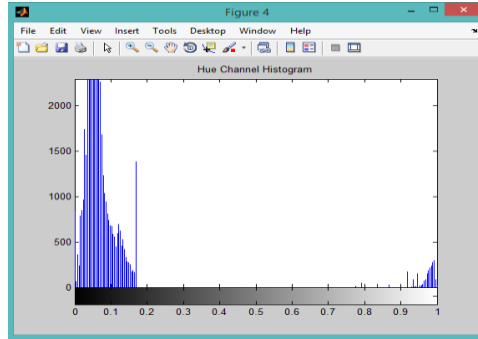 Figure 4
File Edit View Insert Tools Desktop Window Help
Hue Channel Histogram
2000
1500
1000
500
0
0 0.1 0.2 0.3 0.4 0.5 0.6 0.7 0.8 0.9 1